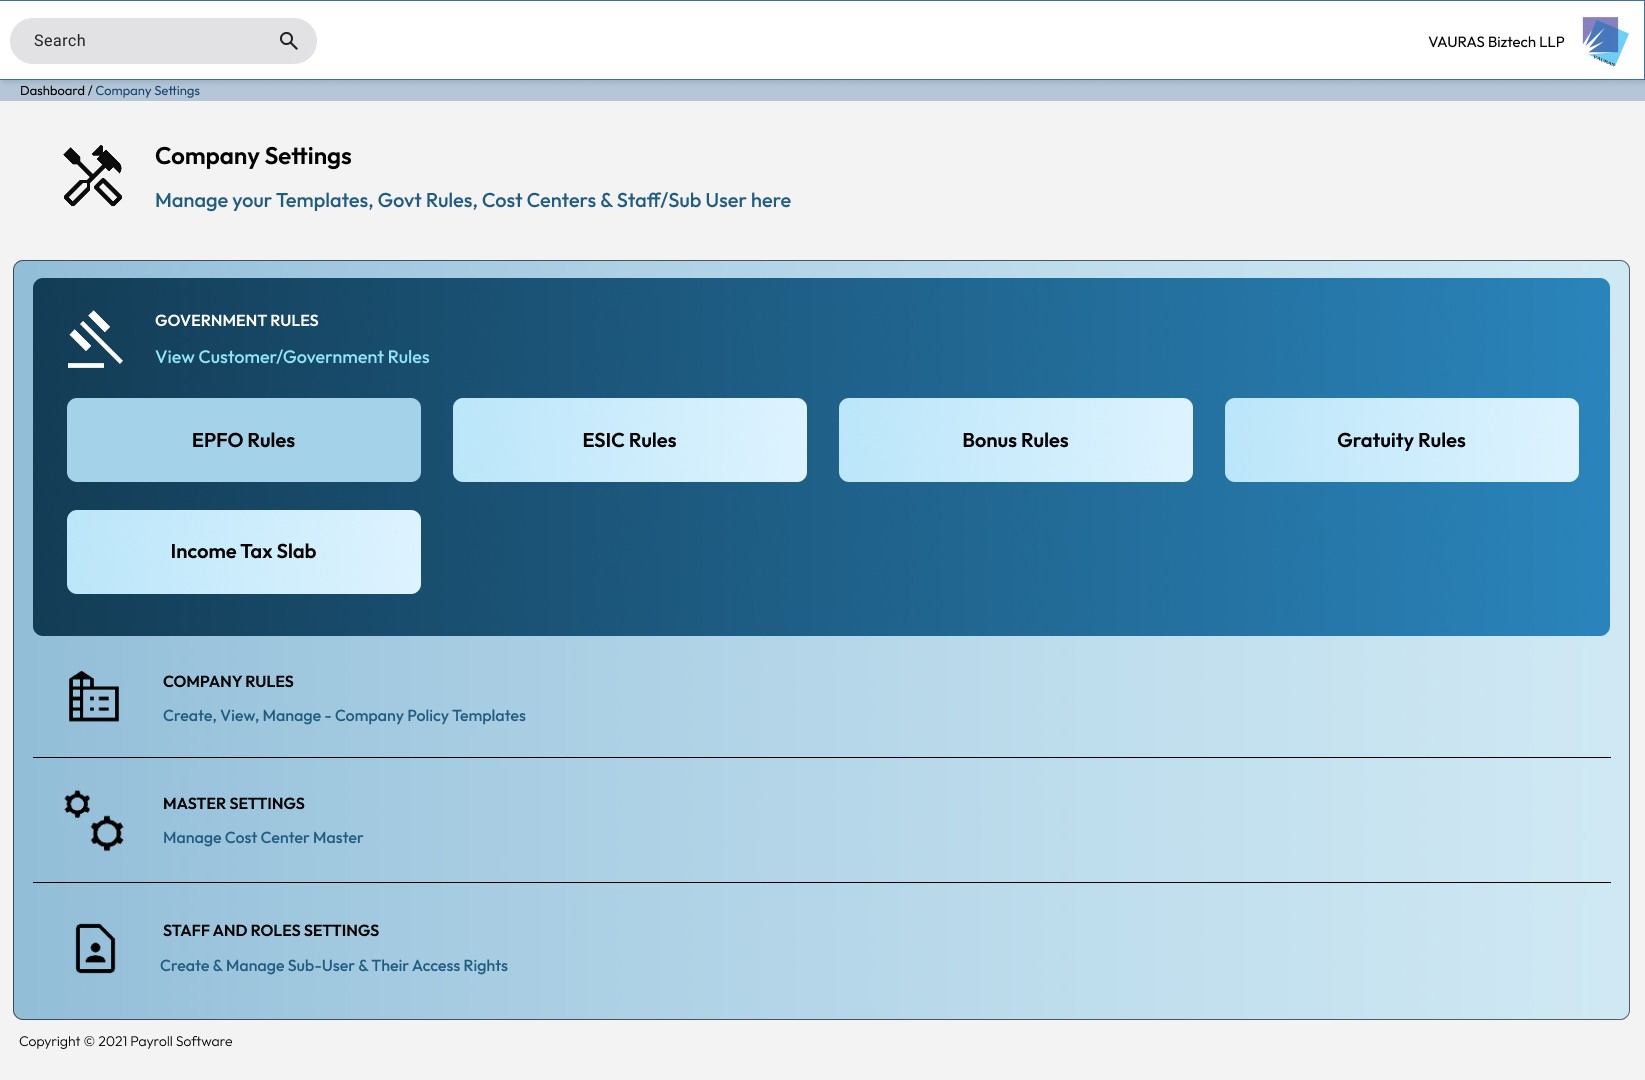 Search
VAURAS Biztech LLP
VAURAS
Dashboard / Company Settings
Company Settings
Manage your Templates, Govt Rules, Cost Centers & Staff/Sub User here
GOVERNMENT RULES
View Customer/Government Rules
EPFO Rules
ESIC Rules
Bonus Rules
Gratuity Rules
Income Tax Slab
COMPANY RULES
Create, View, Manage - Company Policy Templates
MASTER SETTINGS
Manage Cost Center Master
STAFF AND ROLES SETTINGS
Create & Manage Sub-User & Their Access Rights
Copyright © 2021 Payroll Software